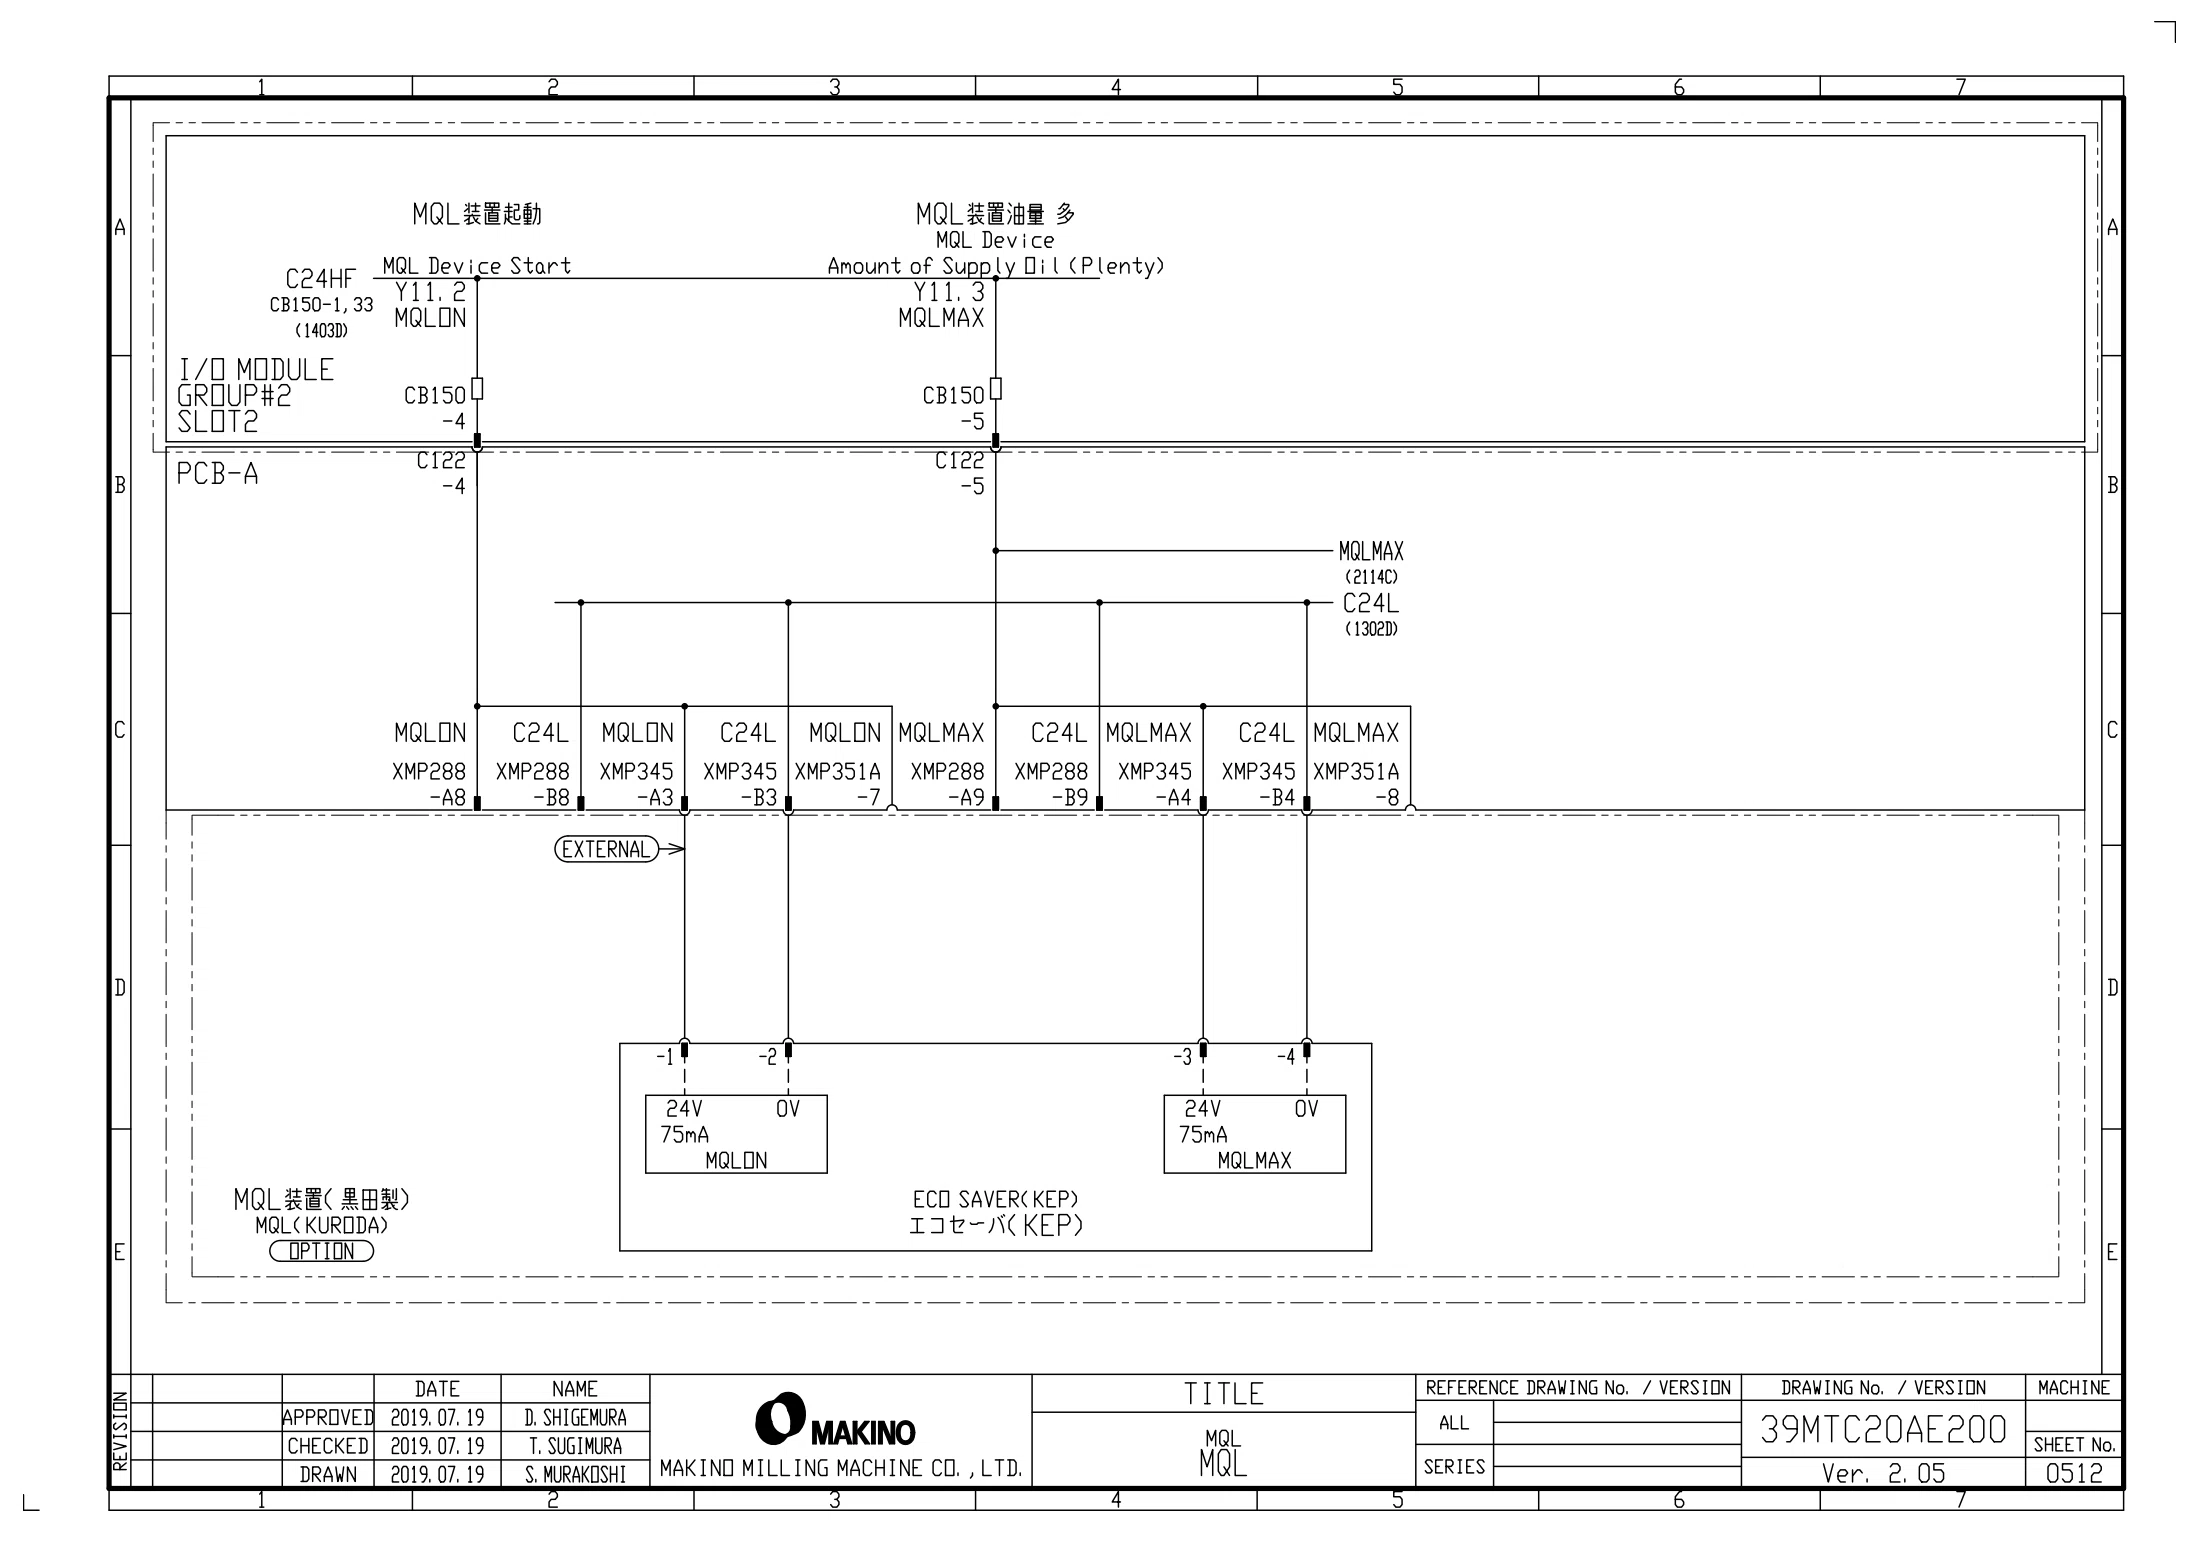 1 2 3 4 5 6 7
A A
MQL装置起動
MQL Device Start
MQL装置油量 多
MQL Device
Amount of Supply Oil (Plenty)
C24HF
CB150-1, 33
(1403D)
Y11. 2
MQLON
Y11. 3
MQLMAX
I/O MODULE
GROUP#2
SLOT2
CB150
-4
CB150
-5
PCB-A
C122
-4
C122
-5
B B
MQLMAX
(2114C)
C24L
(1302D)
C C
MQLON C24L MQLON C24L MQLON MQLMAX C24L MQLMAX C24L MQLMAX
XMP288 XMP288 XMP345 XMP345 XMP351A XMP288 XMP288 XMP345 XMP345 XMP351A
-A8 -B8 -A3 -B3 -7 -A9 -B9 -A4 -B4 -8
EXTERNAL
D D
-1 -2 -3 -4
24V 0V
75mA
MQLON
24V 0V
75mA
MQLMAX
MQL装置(黒田製)
MQL(KURODA)
OPTION
ECO SAVER(KEP)
エコセーバ(KEP)
E E
REVISION
DATE NAME
APPROVED 2019. 07. 19 D. SHIGEMURA
CHECKED 2019. 07. 19 T. SUGIMURA
DRAWN 2019. 07. 19 S. MURAKOSHI
MAKINO
MAKINO MILLING MACHINE CO. , LTD.
TITLE
MQL
MQL
REFERENCE DRAWING No. / VERSION
ALL
SERIES
DRAWING No. / VERSION
39MTC20AE200
Ver. 2. 05
MACHINE
SHEET No.
0512
1 2 3 4 5 6 7